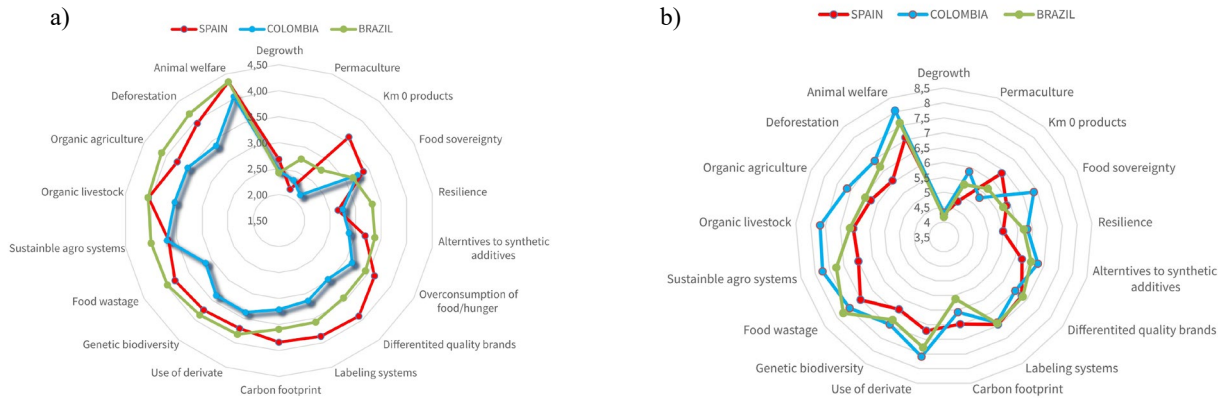 a)
SPAIN COLOMBIA BRAZIL
Degrowth
Permaculture
Km 0 products
Food sovereignty
Resilience
Alterntives to synthetic
additives
Overconsumption of
food/hunger
Differentited quality brands
Labeling systems
Carbon footprint
Use of derivate
Genetic biodiversity
Food wastage
Sustainble agro systems
Organic livestock
Organic agriculture
Deforestation
Animal welfare
4,50
4,00
3,50
3,00
2,50
2,00
1,50
b)
SPAIN COLOMBIA BRAZIL
Degrowth
Permaculture
Km 0 products
Food sovereignty
Resilience
Alterntives to synthetic
additives
Differentited quality brands
Labeling systems
Carbon footprint
Use of derivate
Genetic biodiversity
Food wastage
Sustainble agro systems
Organic livestock
Organic agriculture
Deforestation
Animal welfare
8,5
7,5
6,5
5,5
4,5
3,5